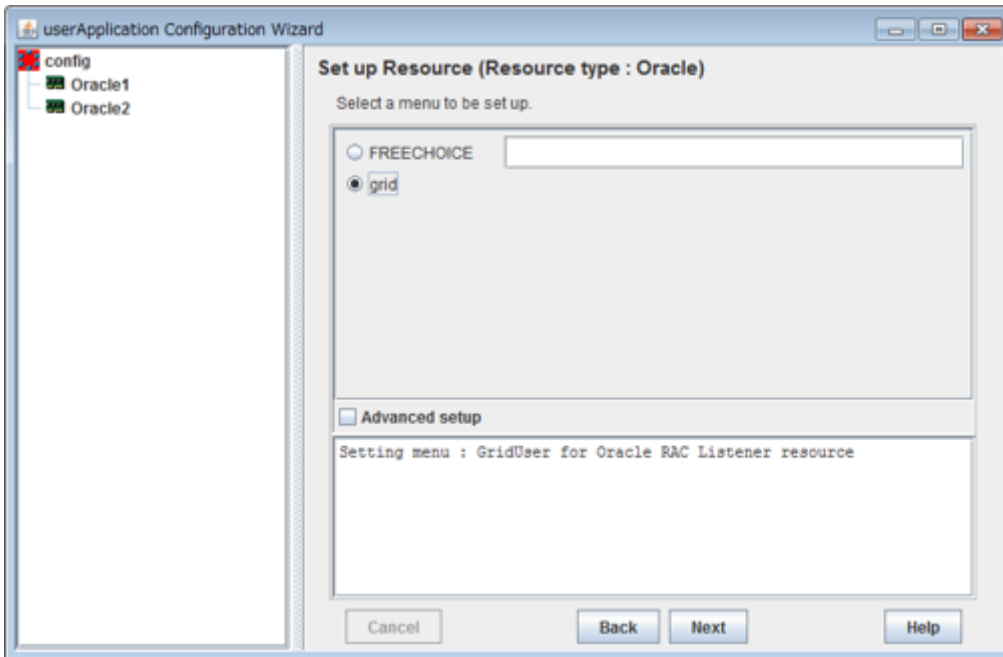 userApplication Configuration Wizard
config
Oracle1
Oracle2
Set up Resource (Resource type : Oracle)
Select a menu to be set up.
FREECHOICE
grid
Advanced setup
Setting menu : GridUser for Oracle RAC Listener resource
Cancel
Back
Next
Help